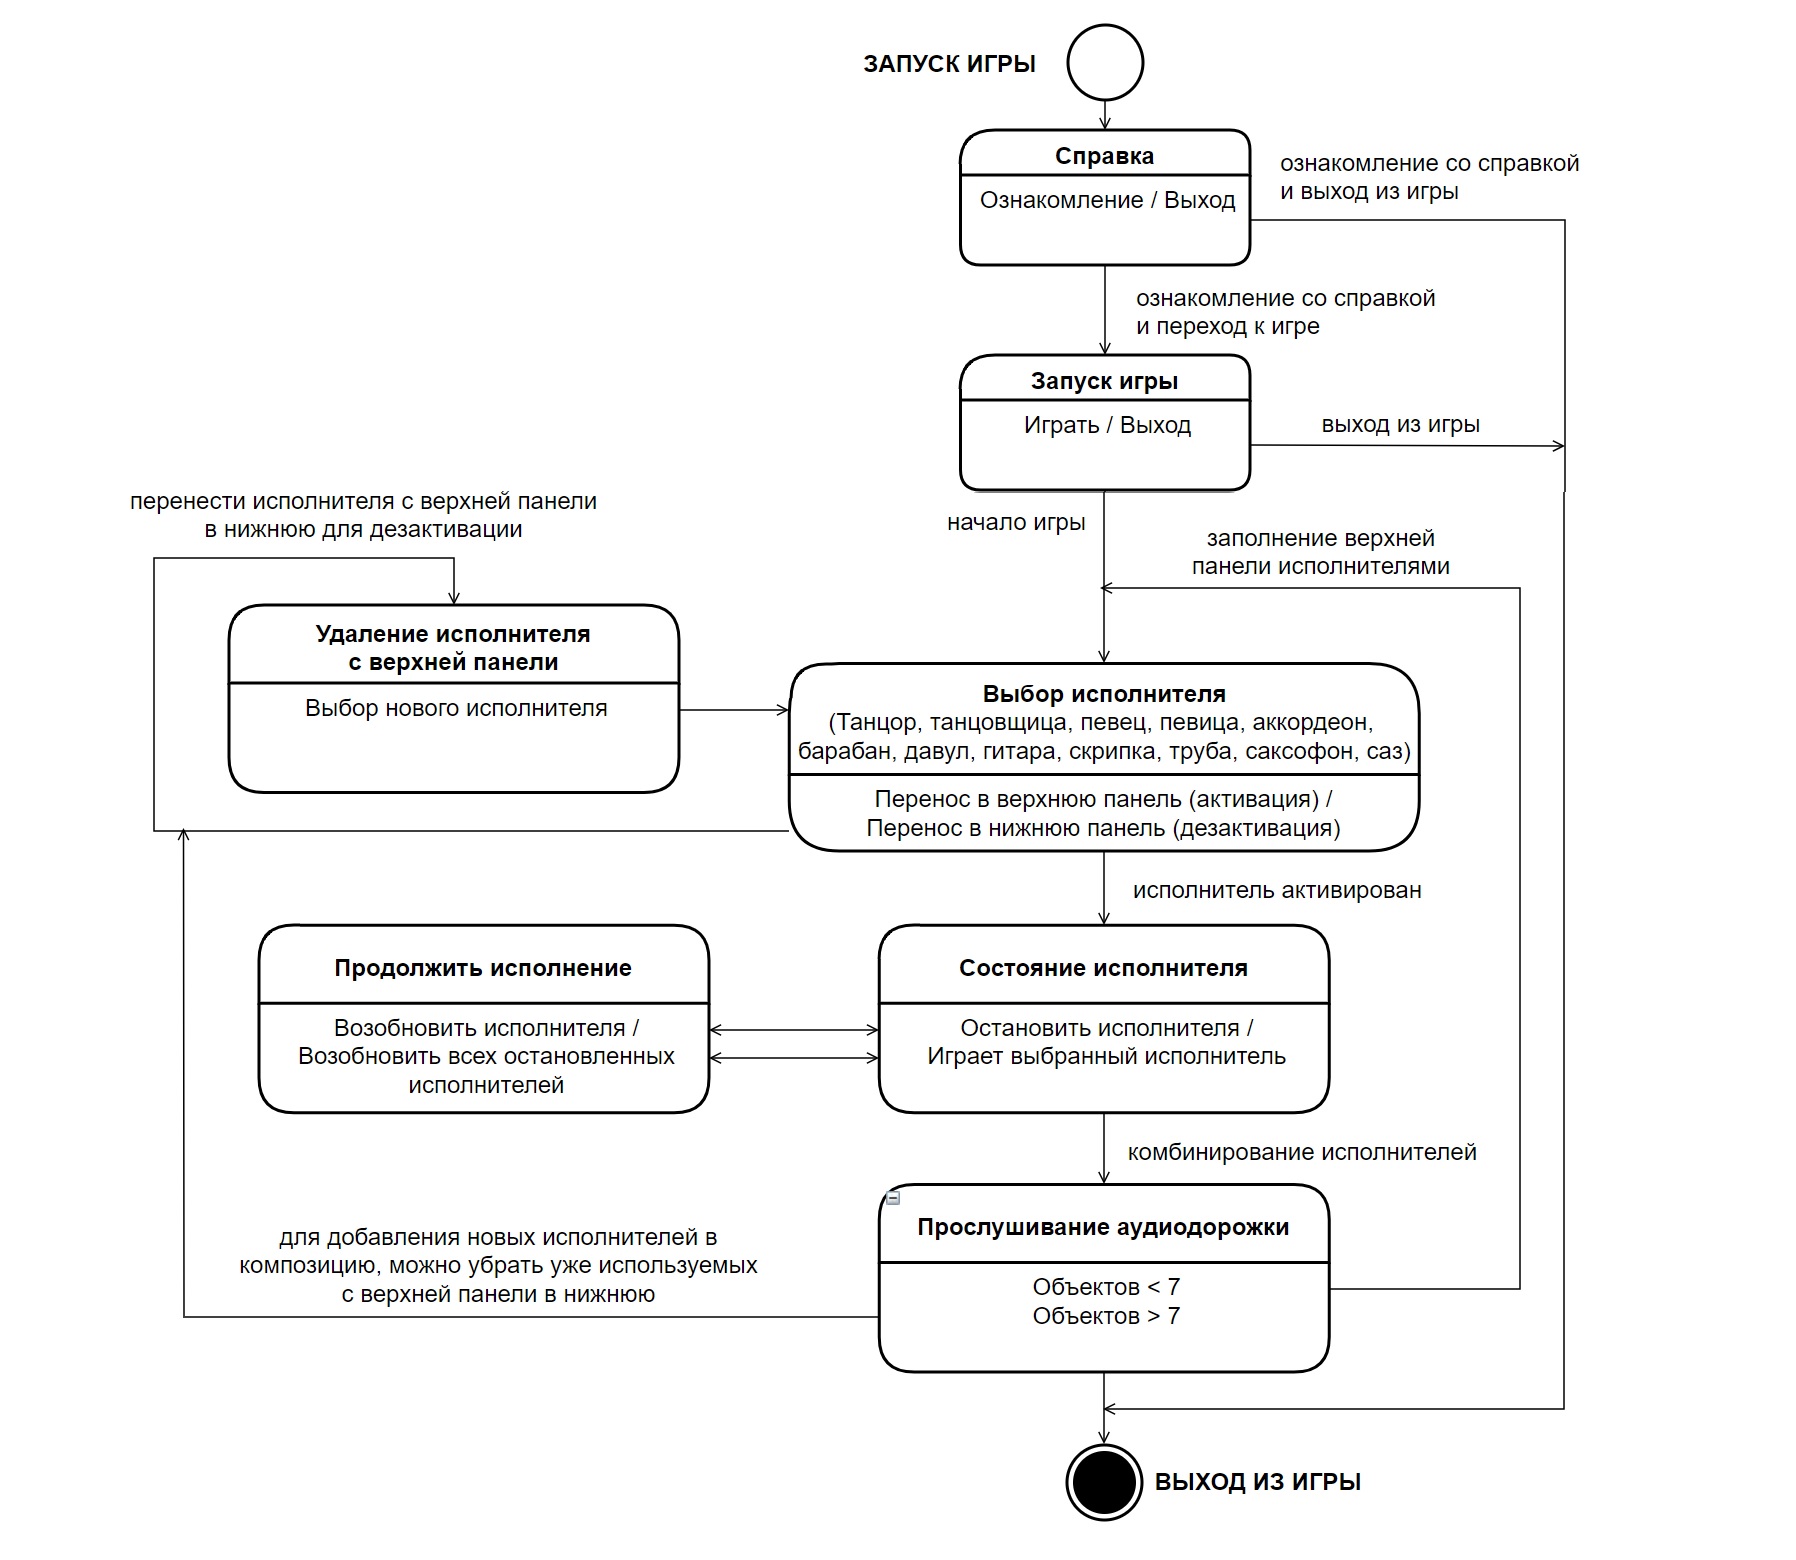 ЗАПУСК ИГРЫ
Справка
Ознакомление / Выход
ознакомление со справкой
и выход из игры
ознакомление со справкой
и переход к игре
Запуск игры
Играть / Выход
выход из игры
начало игры
заполнение верхней
панели исполнителями
перенести исполнителя с верхней панели
в нижнюю для дезактивации
Удаление исполнителя
с верхней панели
Выбор нового исполнителя
Выбор исполнителя
(Танцор, танцовщица, певец, певица, аккордеон,
барабан, давул, гитара, скрипка, труба, саксофон, саз)
Перенос в верхнюю панель (активация) /
Перенос в нижнюю панель (дезактивация)
исполнитель активирован
Продолжить исполнение
Возобновить исполнителя /
Возобновить всех остановленных
исполнителей
Состояние исполнителя
Остановить исполнителя /
Играет выбранный исполнитель
комбинирование исполнителей
для добавления новых исполнителей в
композицию, можно убрать уже используемых
с верхней панели в нижнюю
Прослушивание аудиодорожки
Объектов < 7
Объектов > 7
ВЫХОД ИЗ ИГРЫ